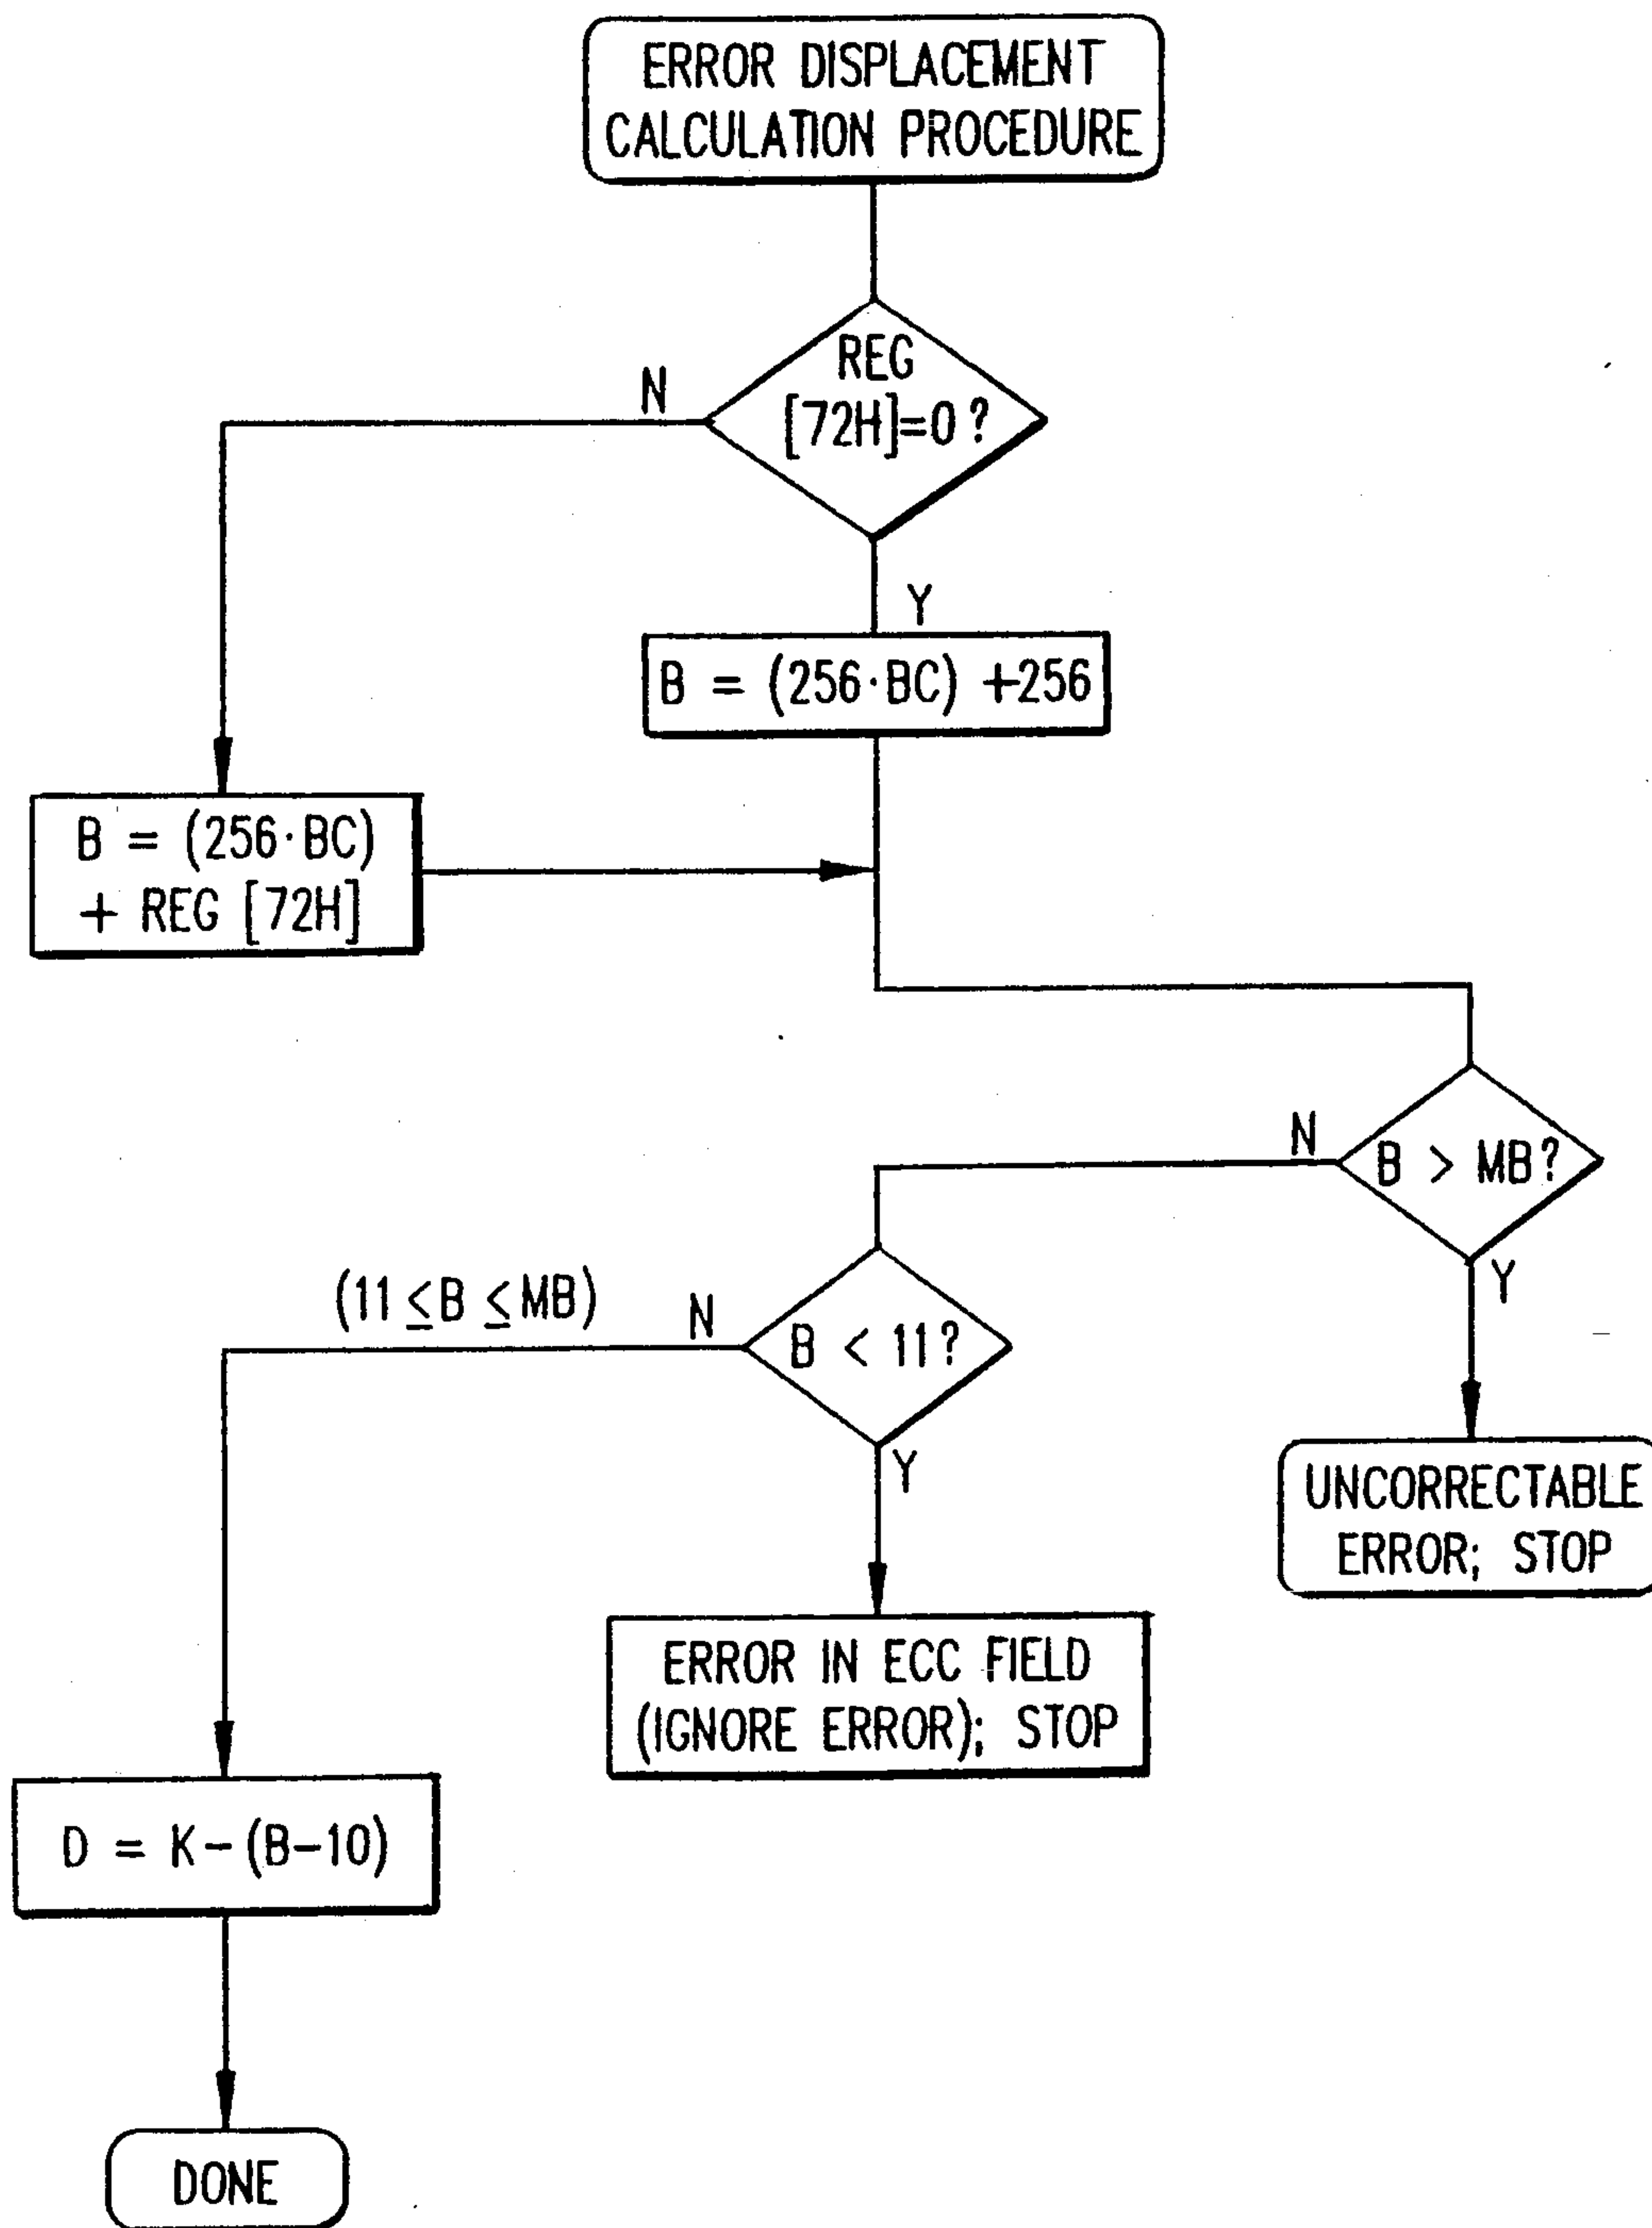 ERROR DISPLACEMENT
CALCULATION PROCEDURE
REG
[72H]=0?
N
Y
B = (256·BC) +256
B = (256·BC)
+ REG [72H]
B > MB?
N
Y
(11 ≤ B ≤ MB)
N
B < 11?
Y
UNCORRECTABLE
ERROR; STOP
ERROR IN ECC FIELD
(IGNORE ERROR); STOP
D = K-(B-10)
DONE